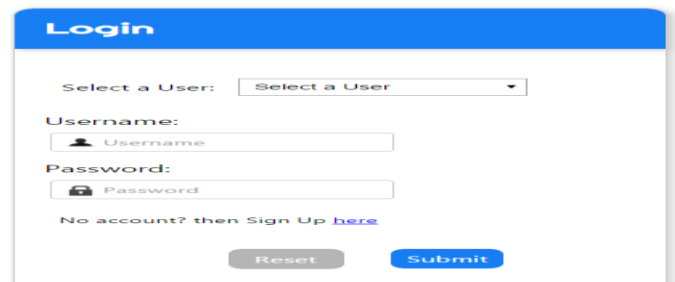 Login
Select a User: Select a User
Username:
Username
Password:
Password
No account? then Sign Up here
Reset Submit